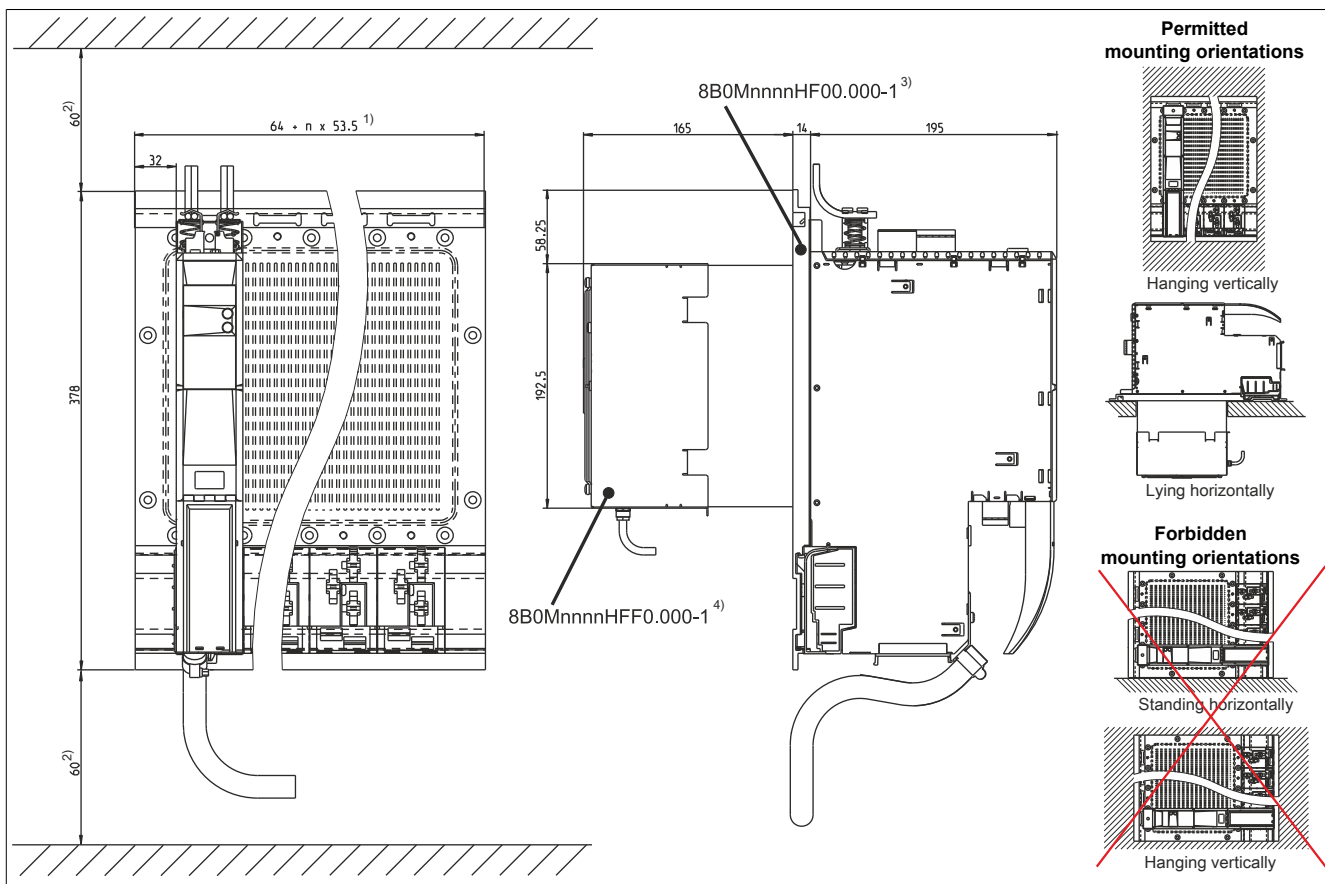 60²⁾
64 + n x 53.5 ¹⁾
32
378
60²⁾
8B0MnnnnHF00.000-1 ³⁾
165
14
195
58.25
192.5
8B0MnnnnHFF0.000-1 ⁴⁾
Permitted
mounting orientations
Hanging vertically
Lying horizontally
Forbidden
mounting orientations
Standing horizontally
Hanging vertically